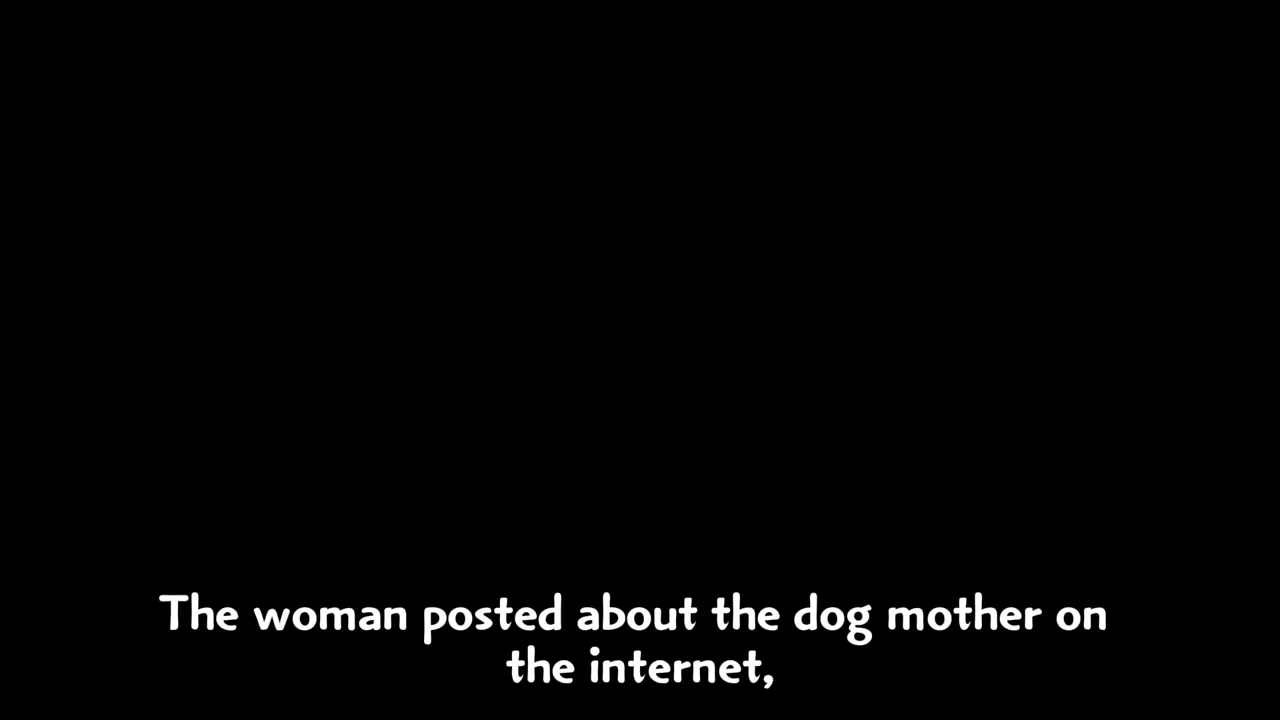 The woman posted about the dog mother on
the internet,